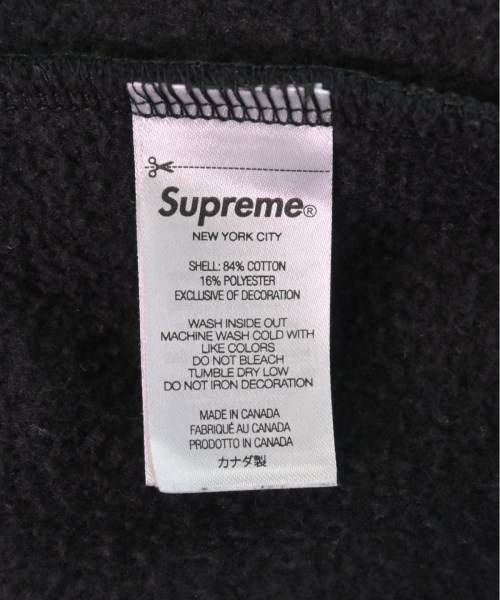 Supreme®
NEW YORK CITY
SHELL: 84% COTTON
16% POLYESTER
EXCLUSIVE OF DECORATION
WASH INSIDE OUT
MACHINE WASH COLD WITH
LIKE COLORS
DO NOT BLEACH
TUMBLE DRY LOW
DO NOT IRON DECORATION
MADE IN CANADA
FABRIQUÉ AU CANADA
PRODOTTO IN CANADA
カナダ製